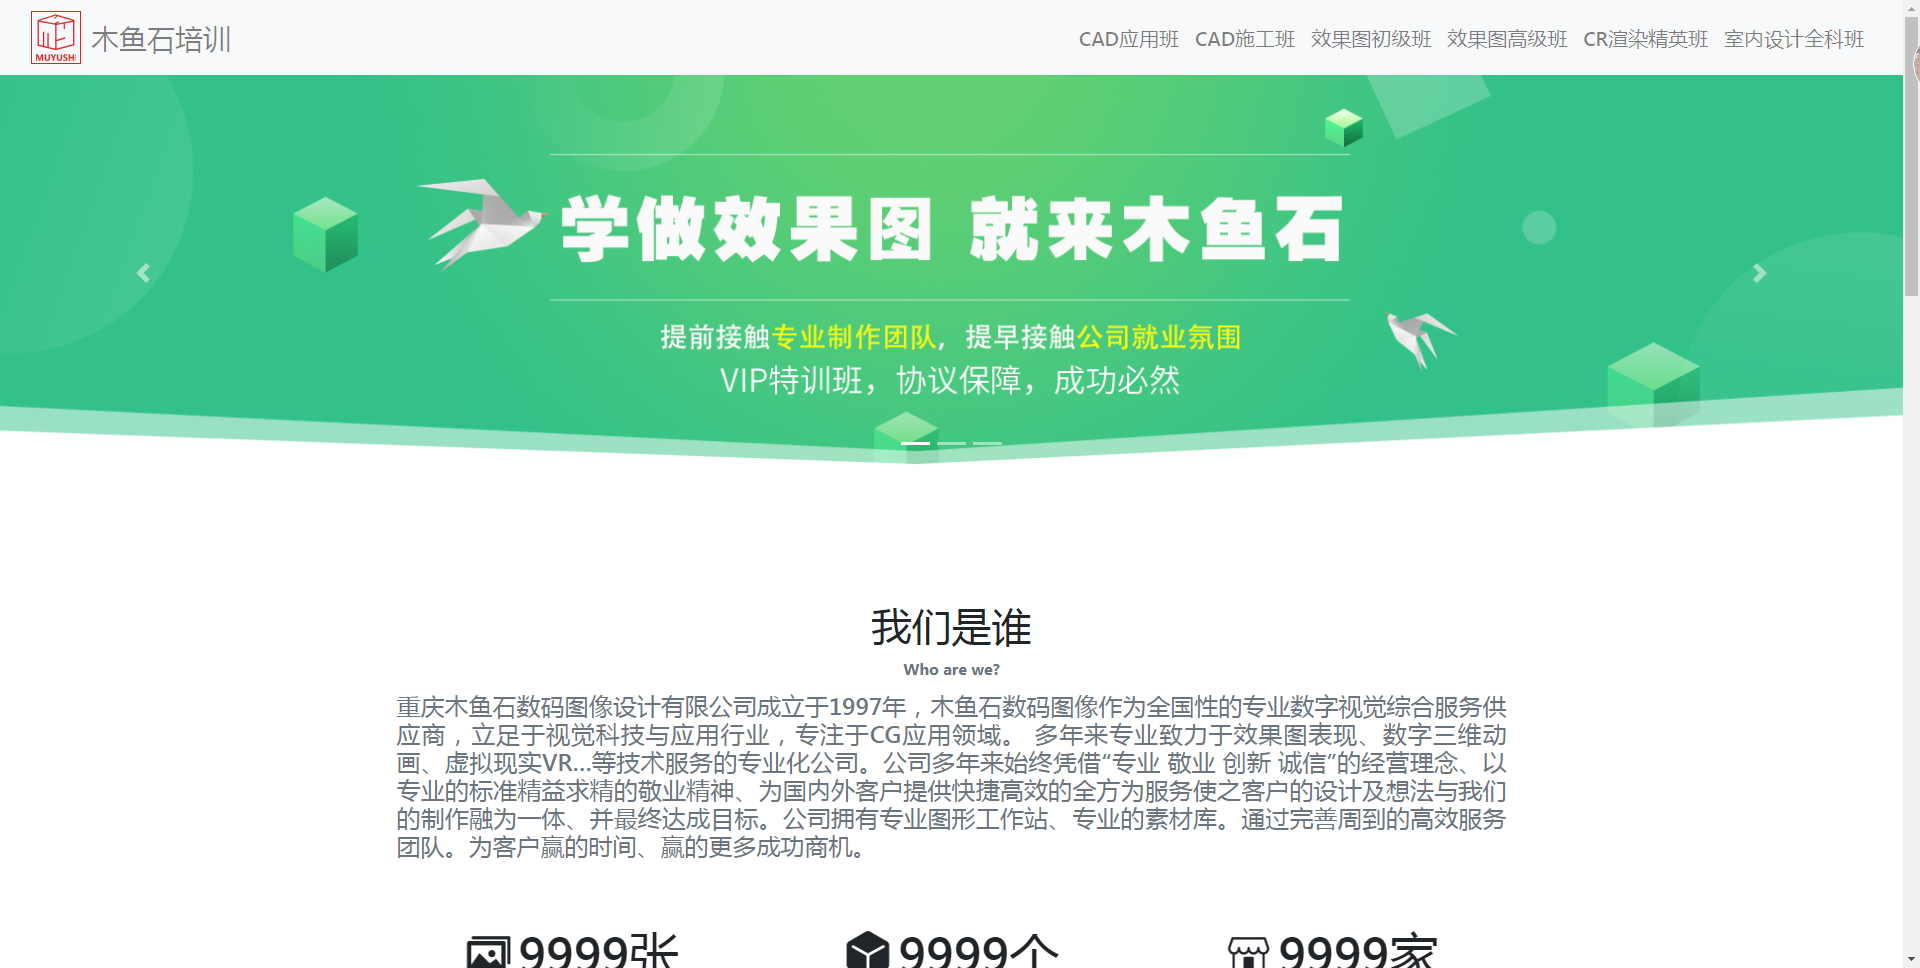 MUYUSHI
木鱼石培训
CAD应用班 CAD施工班 效果图初级班 效果图高级班 CR渲染精英班 室内设计全科班
学做效果图 就来木鱼石
提前接触专业制作团队，提早接触公司就业氛围
VIP特训班，协议保障，成功必然
我们是谁
Who are we?
重庆木鱼石数码图像设计有限公司成立于1997年，木鱼石数码图像作为全国性的专业数字视觉综合服务供
应商，立足于视觉科技与应用行业，专注于CG应用领域。 多年来专业致力于效果图表现、数字三维动
画、虚拟现实VR...等技术服务的专业化公司。公司多年来始终凭借“专业 敬业 创新 诚信”的经营理念、以
专业的标准精益求精的敬业精神、为国内外客户提供快捷高效的全方为服务使之客户的设计及想法与我们
的制作融为一体、并最终达成目标。公司拥有专业图形工作站、专业的素材库。通过完善周到的高效服务
团队。为客户赢的时间、赢的更多成功商机。
9999张 9999个 9999家